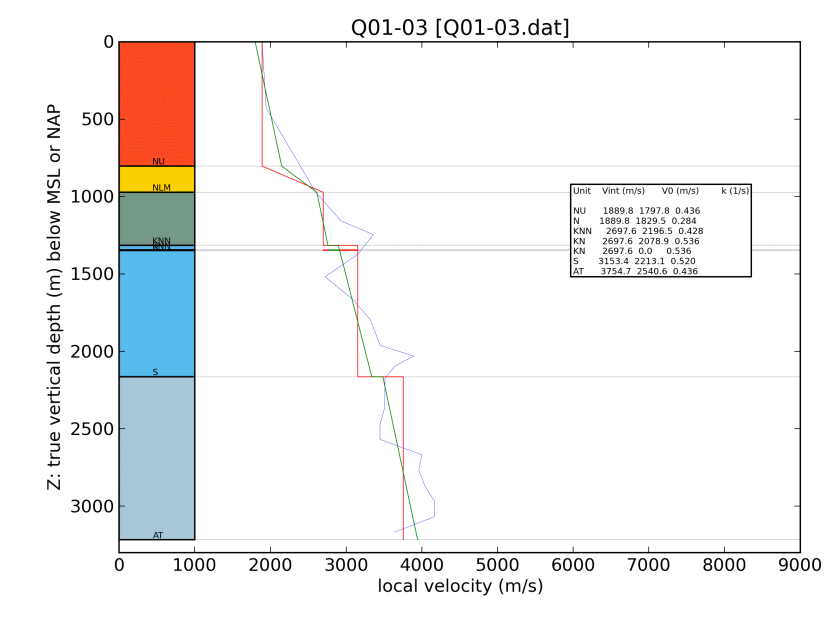 Q01-03 [Q01-03.dat]
0
500
1000
1500
2000
2500
3000
Z: true vertical depth (m) below MSL or NAP
NU
NLM
KNN
S
AT
Unit Vint (m/s) V0 (m/s) k (1/s)
NU 1889.8 1797.8 0.436
N 1889.8 1829.5 0.284
KNN 2697.6 2196.5 0.428
KN 2697.6 2078.9 0.536
KN 2697.6 0.0 0.536
S 3153.4 2213.1 0.520
AT 3754.7 2540.6 0.436
0 1000 2000 3000 4000 5000 6000 7000 8000 9000
local velocity (m/s)